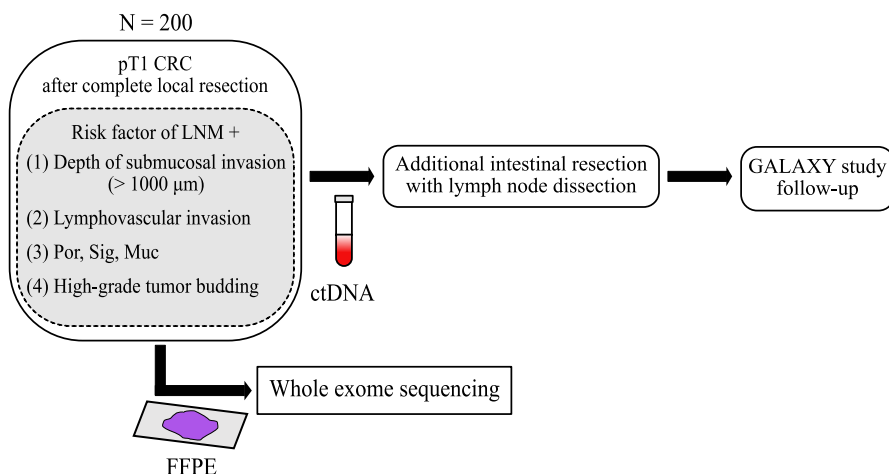 N = 200
pT1 CRC
after complete local resection
Risk factor of LNM +
(1) Depth of submucosal invasion
(> 1000 μm)
(2) Lymphovascular invasion
(3) Por, Sig, Muc
(4) High-grade tumor budding
ctDNA
Additional intestinal resection
with lymph node dissection
GALAXY study
follow-up
Whole exome sequencing
FFPE